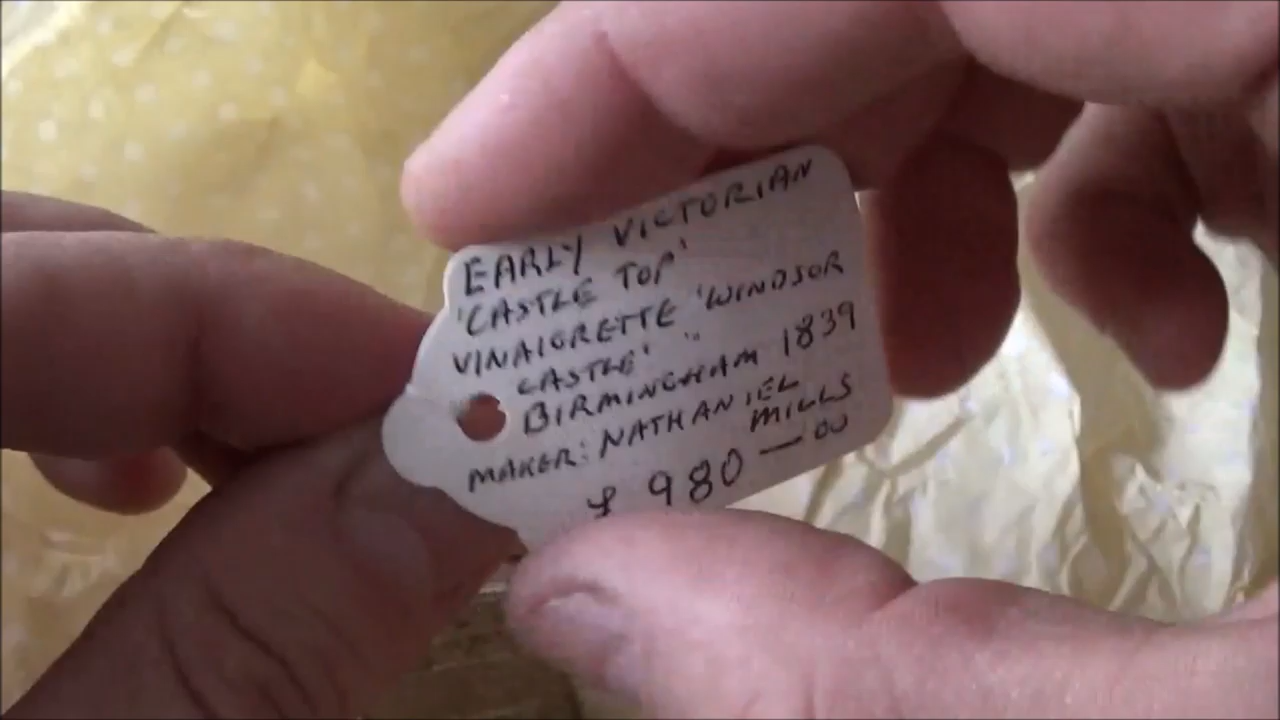 EARLY VICTORIAN
'CASTLE TOP'
VINAIGRETTE 'WINDSOR
CASTLE' "
BIRMINGHAM 1839
MAKER: NATHANIEL
MILLS
£ 980—00